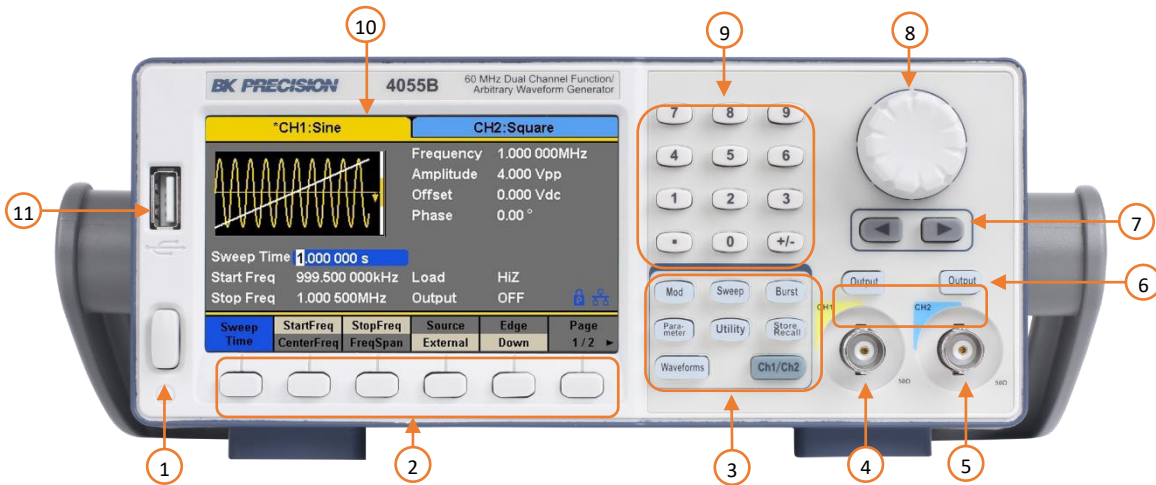 10
9
8
BK PRECISION 4055B 60 MHz Dual Channel Function/
Arbitrary Waveform Generator
*CH1:Sine CH2:Square
Frequency 1.000 000MHz
Amplitude 4.000 Vpp
Offset 0.000 Vdc
Phase 0.00 °
Sweep Time 1.000 000 s
Start Freq 999.500 000kHz Load HiZ
Stop Freq 1.000 500MHz Output OFF
Sweep Time StartFreq StopFreq Source Edge Page
CenterFreq FreqSpan External Down 1 / 2 ►
7 8 9
4 5 6
1 2 3
• 0 +/-
Mod Sweep Burst
Para-
meter Utility Store
Recall
Waveforms Ch1/Ch2
Output Output
CH1 CH2
50Ω 50Ω
11
7
6
1
2
3
4
5